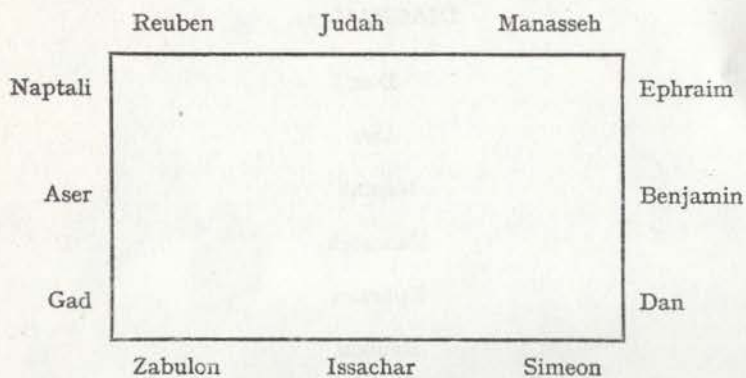 Reuben Judah Manasseh
Naptali Ephraim
Aser Benjamin
Gad Dan
Zabulon Issachar Simeon